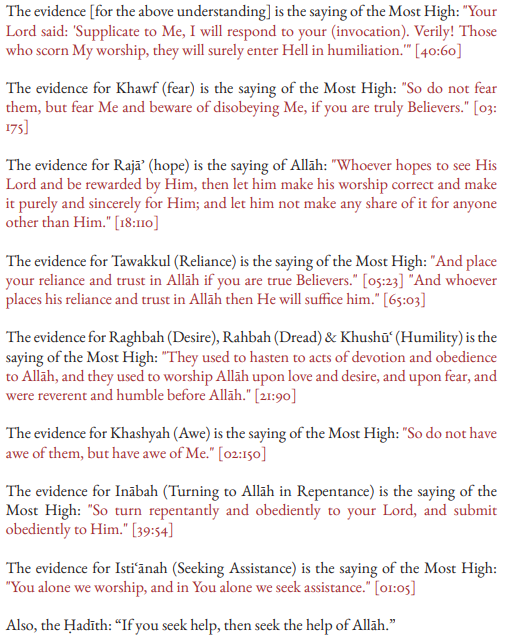 The evidence [for the above understanding] is the saying of the Most High: "Your
Lord said: 'Supplicate to Me, I will respond to your (invocation). Verily! Those
who scorn My worship, they will surely enter Hell in humiliation.'" [40:60]
The evidence for Khawf (fear) is the saying of the Most High: "So do not fear
them, but fear Me and beware of disobeying Me, if you are truly Believers." [03:
175]
The evidence for Rajā’ (hope) is the saying of Allāh: "Whoever hopes to see His
Lord and be rewarded by Him, then let him make his worship correct and make
it purely and sincerely for Him; and let him not make any share of it for anyone
other than Him." [18:110]
The evidence for Tawakkul (Reliance) is the saying of the Most High: "And place
your reliance and trust in Allāh if you are true Believers." [05:23] "And whoever
places his reliance and trust in Allāh then He will suffice him." [65:03]
The evidence for Raghbah (Desire), Rahbah (Dread) & Khushū‘ (Humility) is the
saying of the Most High: "They used to hasten to acts of devotion and obedience
to Allāh, and they used to worship Allāh upon love and desire, and upon fear, and
were reverent and humble before Allāh." [21:90]
The evidence for Khashyah (Awe) is the saying of the Most High: "So do not have
awe of them, but have awe of Me." [02:150]
The evidence for Inābah (Turning to Allāh in Repentance) is the saying of the
Most High: "So turn repentantly and obediently to your Lord, and submit
obediently to Him." [39:54]
The evidence for Isti‘ānah (Seeking Assistance) is the saying of the Most High:
"You alone we worship, and in You alone we seek assistance." [01:05]
Also, the Ḥadīth: “If you seek help, then seek the help of Allāh.”